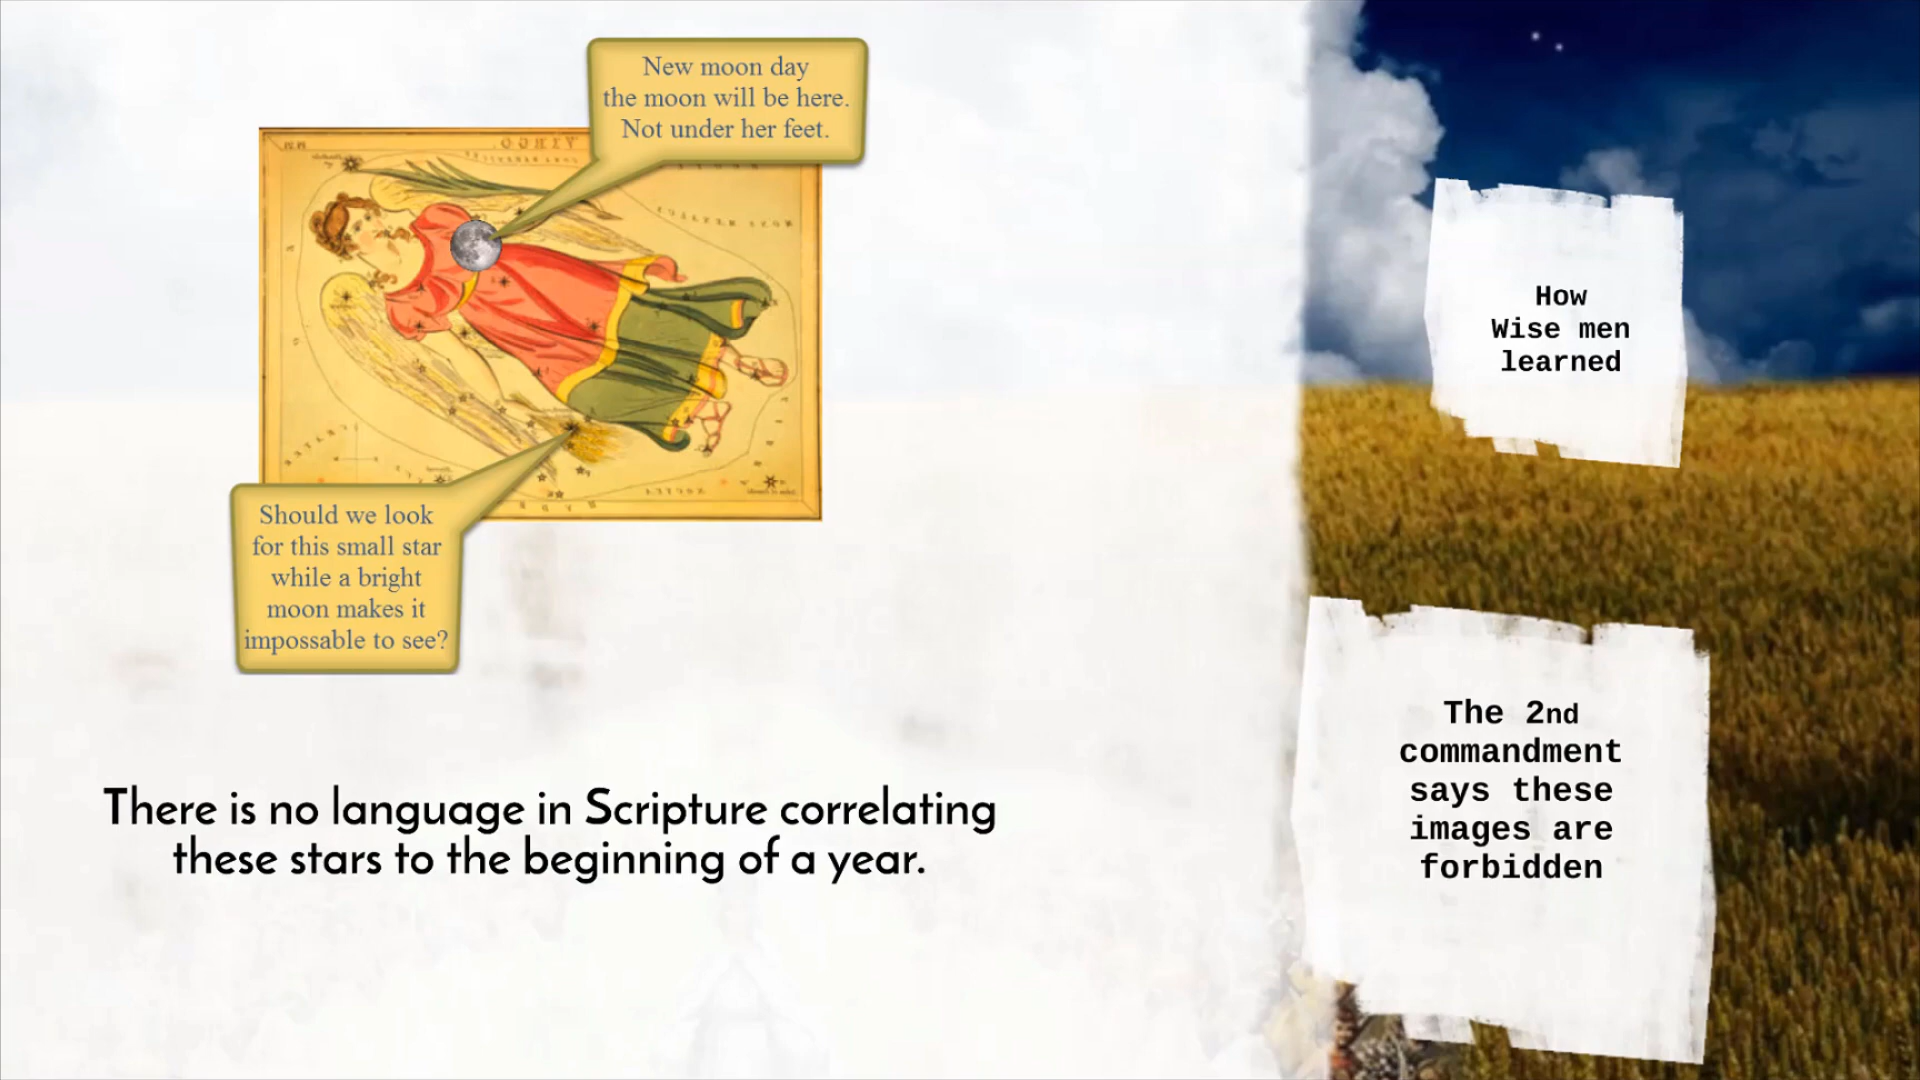 New moon day
the moon will be here.
Not under her feet.
Should we look
for this small star
while a bright
moon makes it
impossable to see?
There is no language in Scripture correlating
these stars to the beginning of a year.
How
Wise men
learned
The 2nd
commandment
says these
images are
forbidden